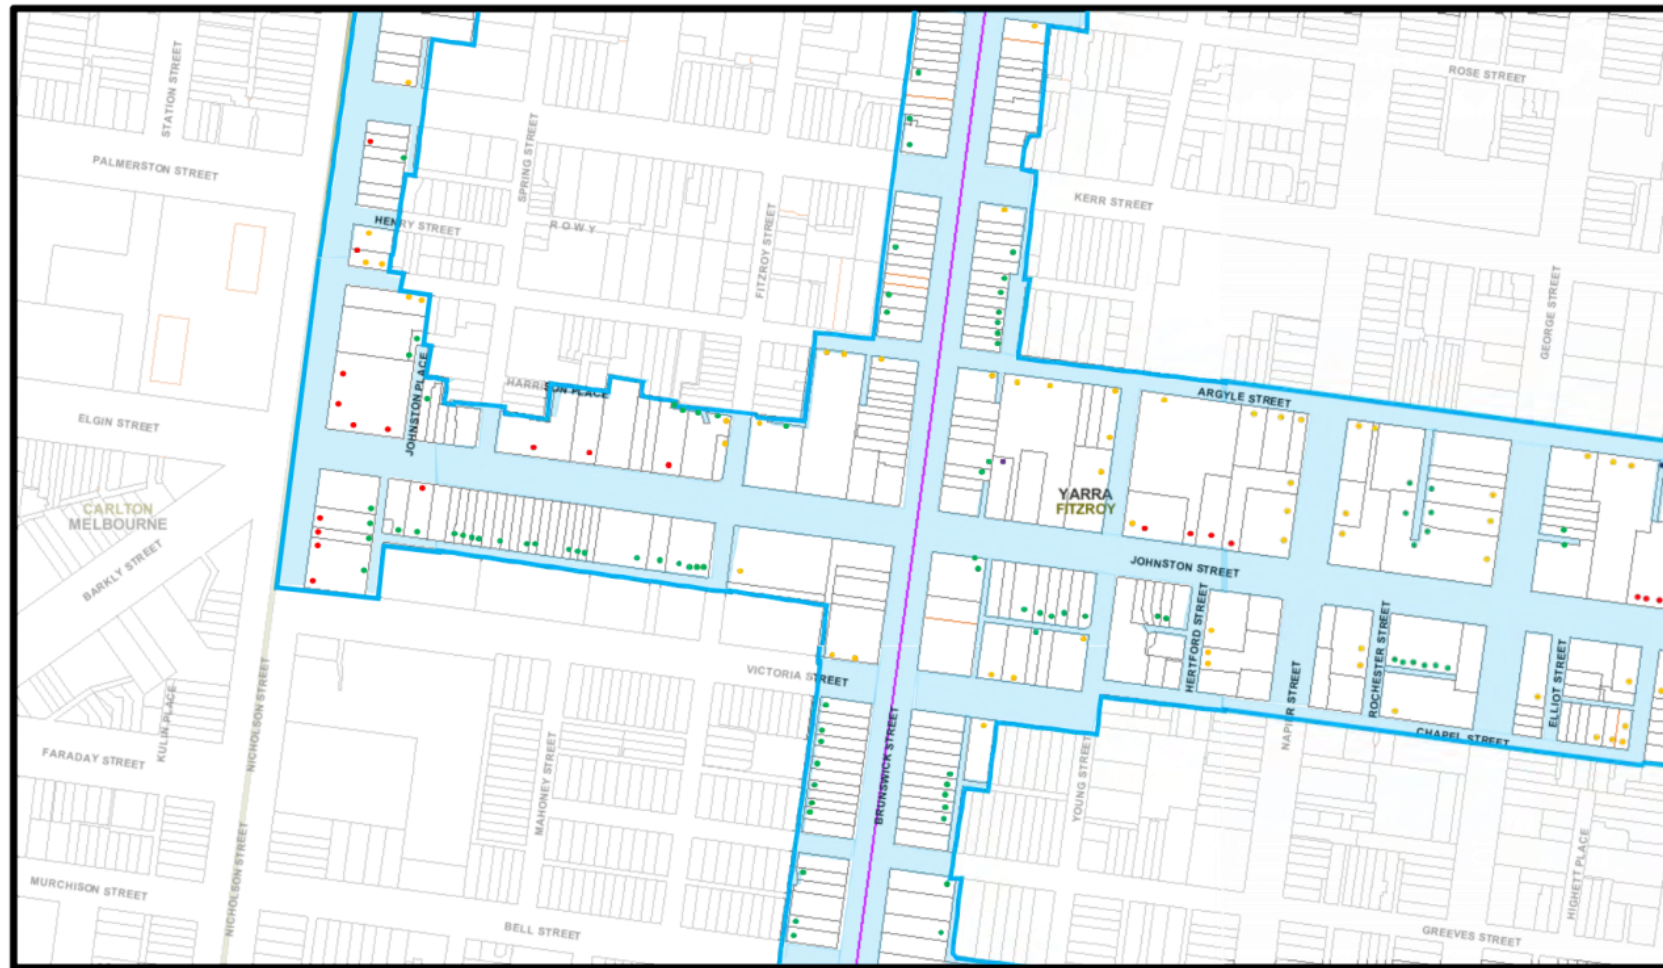 STATION STREET
ROSE STREET
PALMERSTON STREET
SPRING STREET
KERR STREET
HENRY STREET
ROWY
FITZROY STREET
GEORGE STREET
JOHNSTON PLACE
HARRISON PLACE
ARGYLE STREET
ELGIN STREET
YARRA
FITZROY
CARLTON
MELBOURNE
BARKLY STREET
JOHNSTON STREET
HERTFORD STREET
ROCHESTER STREET
ELLIOT STREET
VICTORIA STREET
NAPIER STREET
KULIN PLACE
NICHOLSON STREET
BRUNSWICK STREET
CHAPEL STREET
FARADAY STREET
MAHONEY STREET
YOUNG STREET
HIGHETT PLACE
NICHOLSON STREET
MURCHISON STREET
BELL STREET
GREEVES STREET